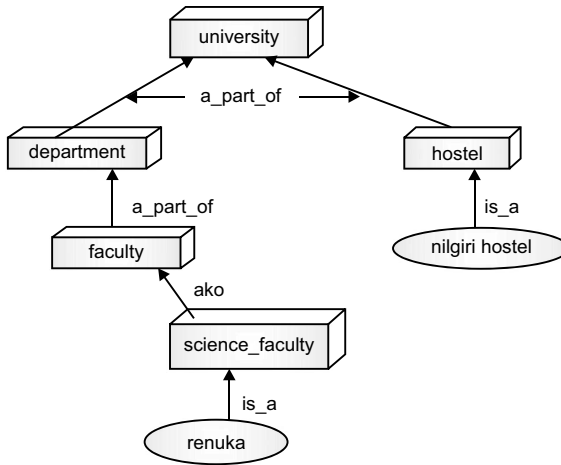 university
a_part_of
department
hostel
a_part_of
is_a
faculty
nilgiri hostel
ako
science_faculty
is_a
renuka